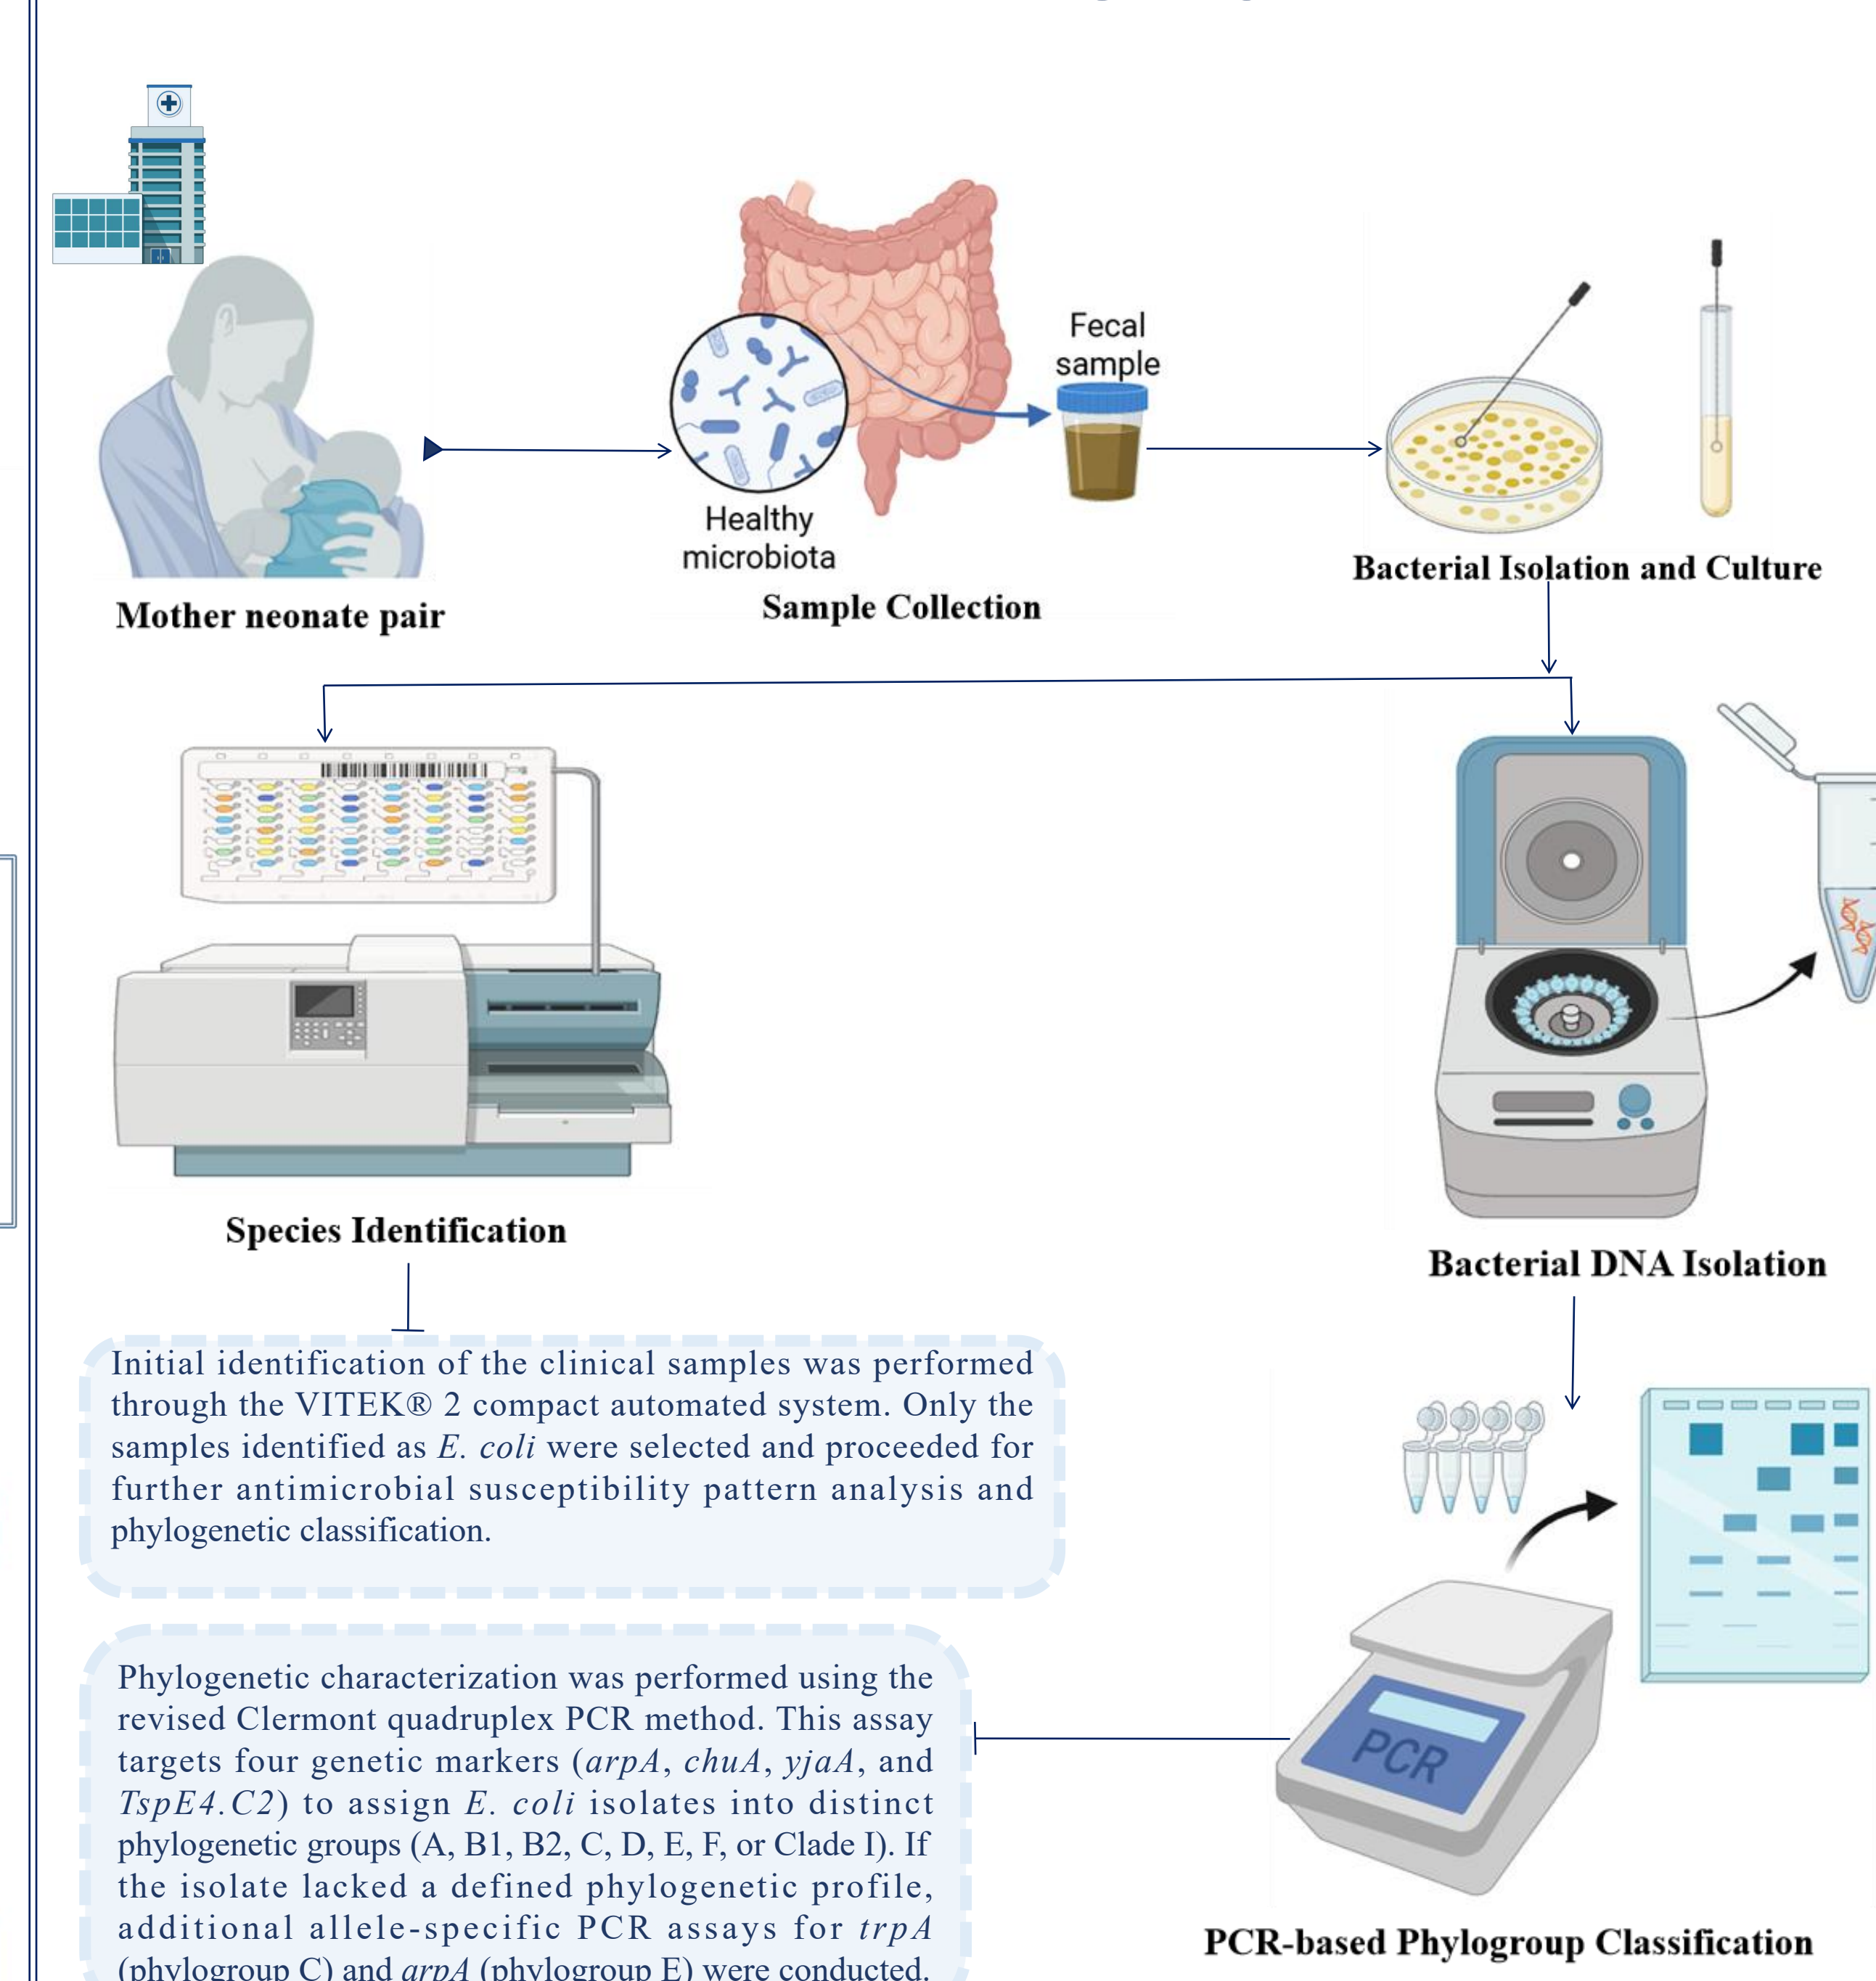 Fecal
sample
Healthy
microbiota
Mother neonate pair
Sample Collection
Bacterial Isolation and Culture
Species Identification
Bacterial DNA Isolation
Initial identification of the clinical samples was performed
through the VITEK® 2 compact automated system. Only the
samples identified as E. coli were selected and proceeded for
further antimicrobial susceptibility pattern analysis and
phylogenetic classification.
Phylogenetic characterization was performed using the
revised Clermont quadruplex PCR method. This assay
targets four genetic markers (arpA, chuA, yjaA, and
TspE4.C2) to assign E. coli isolates into distinct
phylogenetic groups (A, B1, B2, C, D, E, F, or Clade I). If
the isolate lacked a defined phylogenetic profile,
additional allele-specific PCR assays for trpA
(phylogroup C) and arpA (phylogroup E) were conducted.
PCR
PCR-based Phylogroup Classification